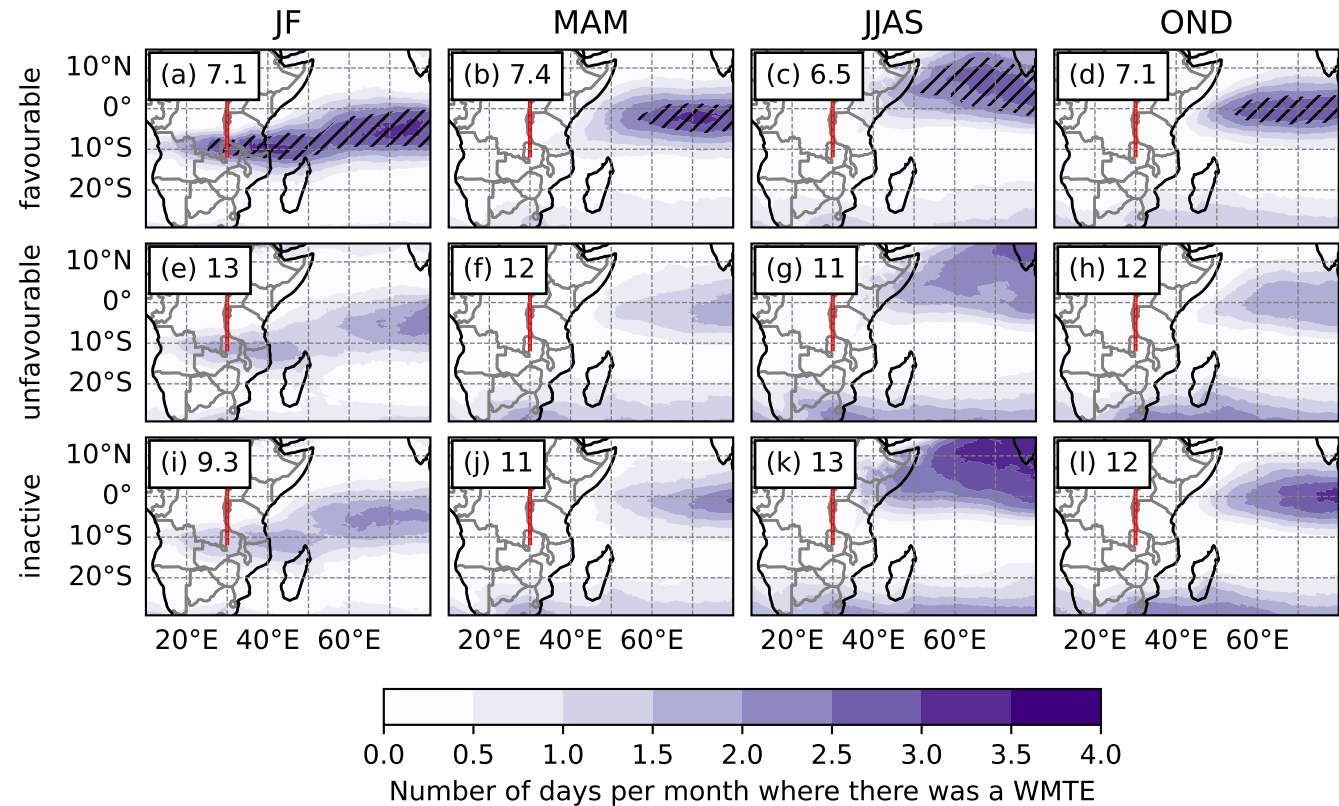 JF MAM JJAS OND
favourable
10°N
0°
10°S
20°S
(a) 7.1
(b) 7.4
(c) 6.5
(d) 7.1
unfavourable
10°N
0°
10°S
20°S
(e) 13
(f) 12
(g) 11
(h) 12
inactive
10°N
0°
10°S
20°S
(i) 9.3
(j) 11
(k) 13
(l) 12
20°E 40°E 60°E 20°E 40°E 60°E 20°E 40°E 60°E 20°E 40°E 60°E
0.0 0.5 1.0 1.5 2.0 2.5 3.0 3.5 4.0
Number of days per month where there was a WMTE